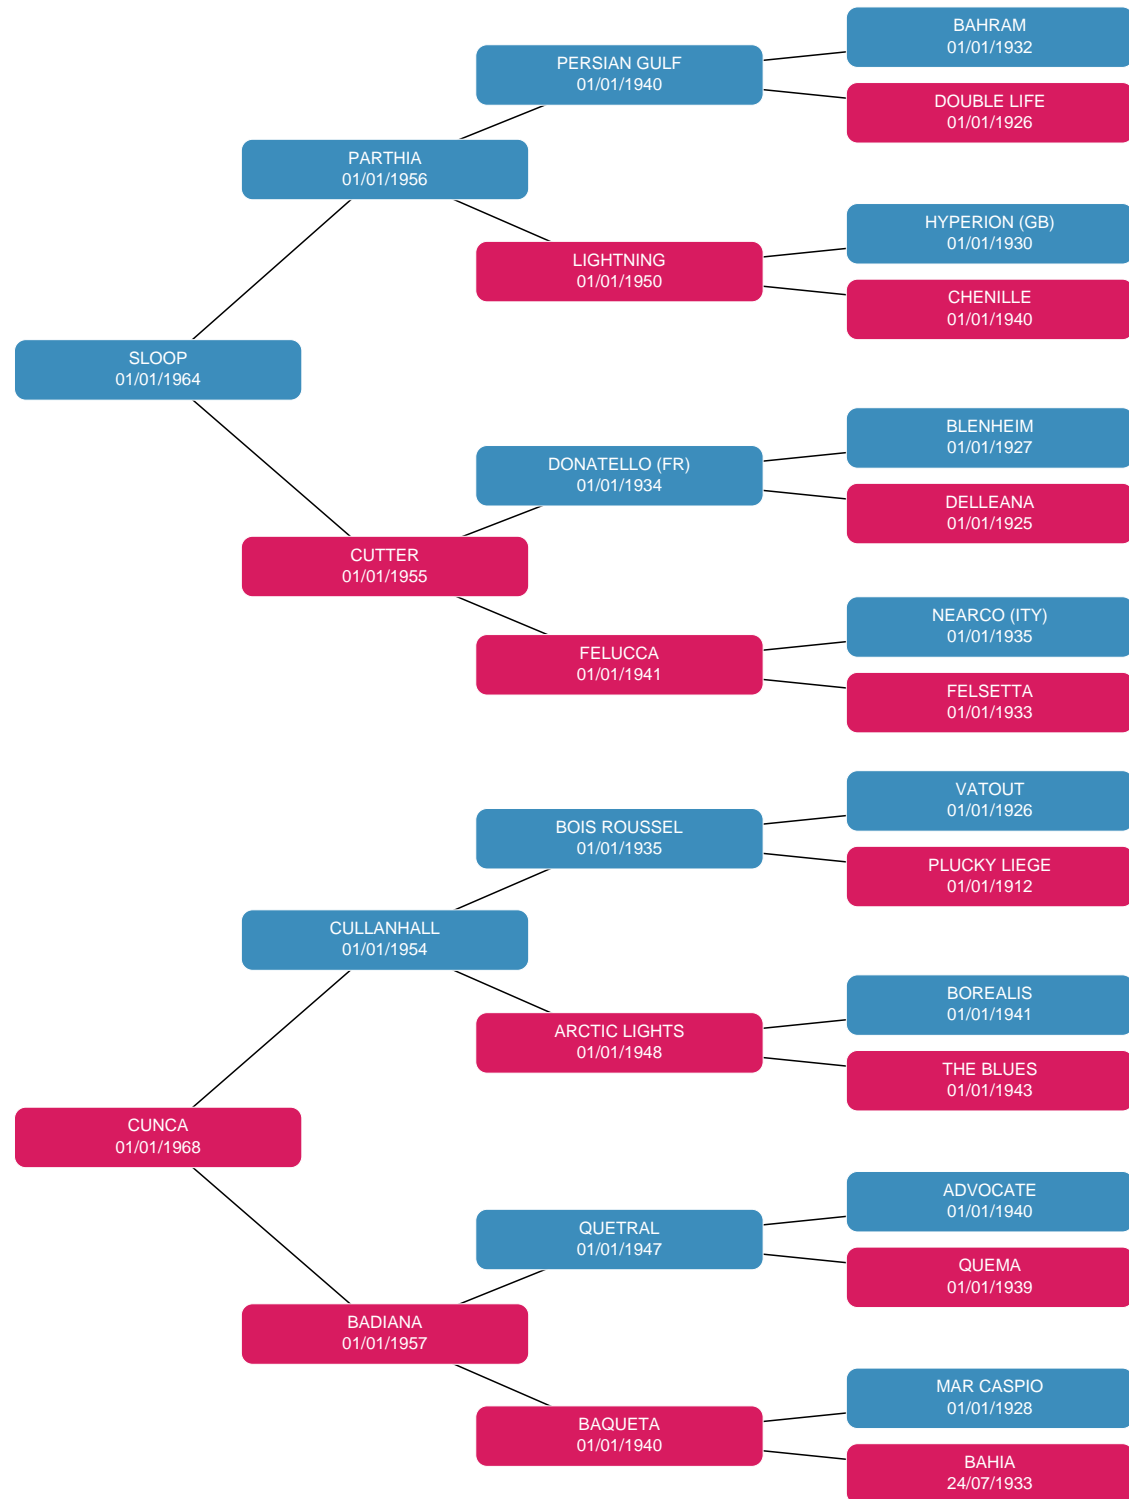 BAHRAM
01/01/1932
PERSIAN GULF
01/01/1940
DOUBLE LIFE
01/01/1926
PARTHIA
01/01/1956
HYPERION (GB)
01/01/1930
LIGHTNING
01/01/1950
CHENILLE
01/01/1940
SLOOP
01/01/1964
BLENHEIM
01/01/1927
DONATELLO (FR)
01/01/1934
DELLEANA
01/01/1925
CUTTER
01/01/1955
NEARCO (ITY)
01/01/1935
FELUCCA
01/01/1941
FELSETTA
01/01/1933
VATOUT
01/01/1926
BOIS ROUSSEL
01/01/1935
PLUCKY LIEGE
01/01/1912
CULLANHALL
01/01/1954
BOREALIS
01/01/1941
ARCTIC LIGHTS
01/01/1948
THE BLUES
01/01/1943
CUNCA
01/01/1968
ADVOCATE
01/01/1940
QUETRAL
01/01/1947
QUEMA
01/01/1939
BADIANA
01/01/1957
MAR CASPIO
01/01/1928
BAQUETA
01/01/1940
BAHIA
24/07/1933